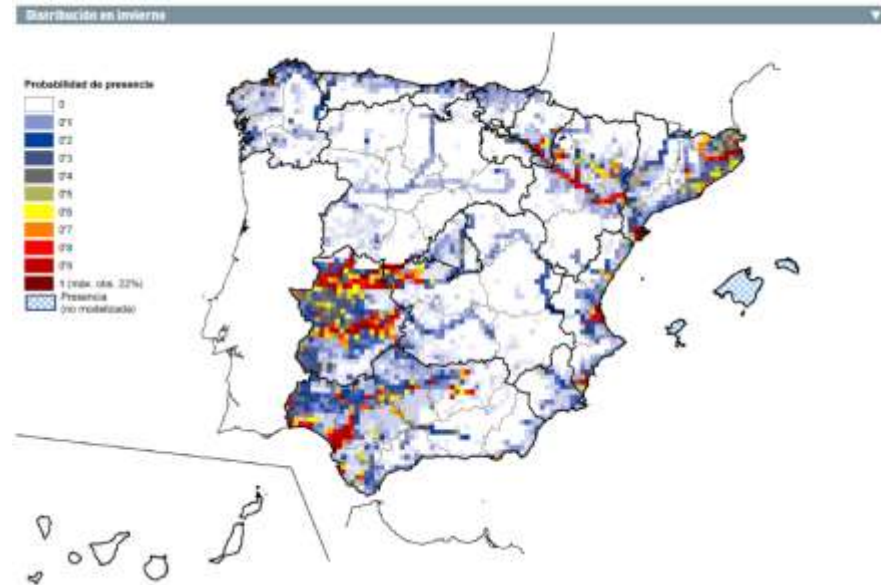 Distribución en invierno
Probabilidad de presencia
0
0'1
0'2
0'3
0'4
0'5
0'6
0'7
0'8
0'9
1 (máx. obs. 22%)
Presencia
(no modelizada)